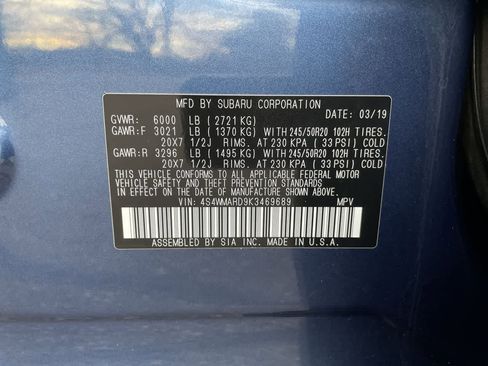 MFD BY SUBARU CORPORATION
GVWR: 6000 LB (2721 KG) DATE: 03/19
GAWR:F 3021 LB (1370 KG) WITH 245/50R20 102H TIRES.
20X7 1/2J RIMS. AT 230 KPA (33 PSI) COLD
GAWR:R 3296 LB (1495 KG) WITH 245/50R20 102H TIRES.
20X7 1/2J RIMS. AT 230 KPA (33 PSI) COLD
THIS VEHICLE CONFORMS TO ALL APPLICABLE FEDERAL MOTOR
VEHICLE SAFETY AND THEFT PREVENTION STANDARDS
IN EFFECT ON THE DATE OF MANUFACTURE SHOWN ABOVE.
VIN: 4S4WMARD9K3469689 MPV
ASSEMBLED BY SIA INC. MADE IN U.S.A.